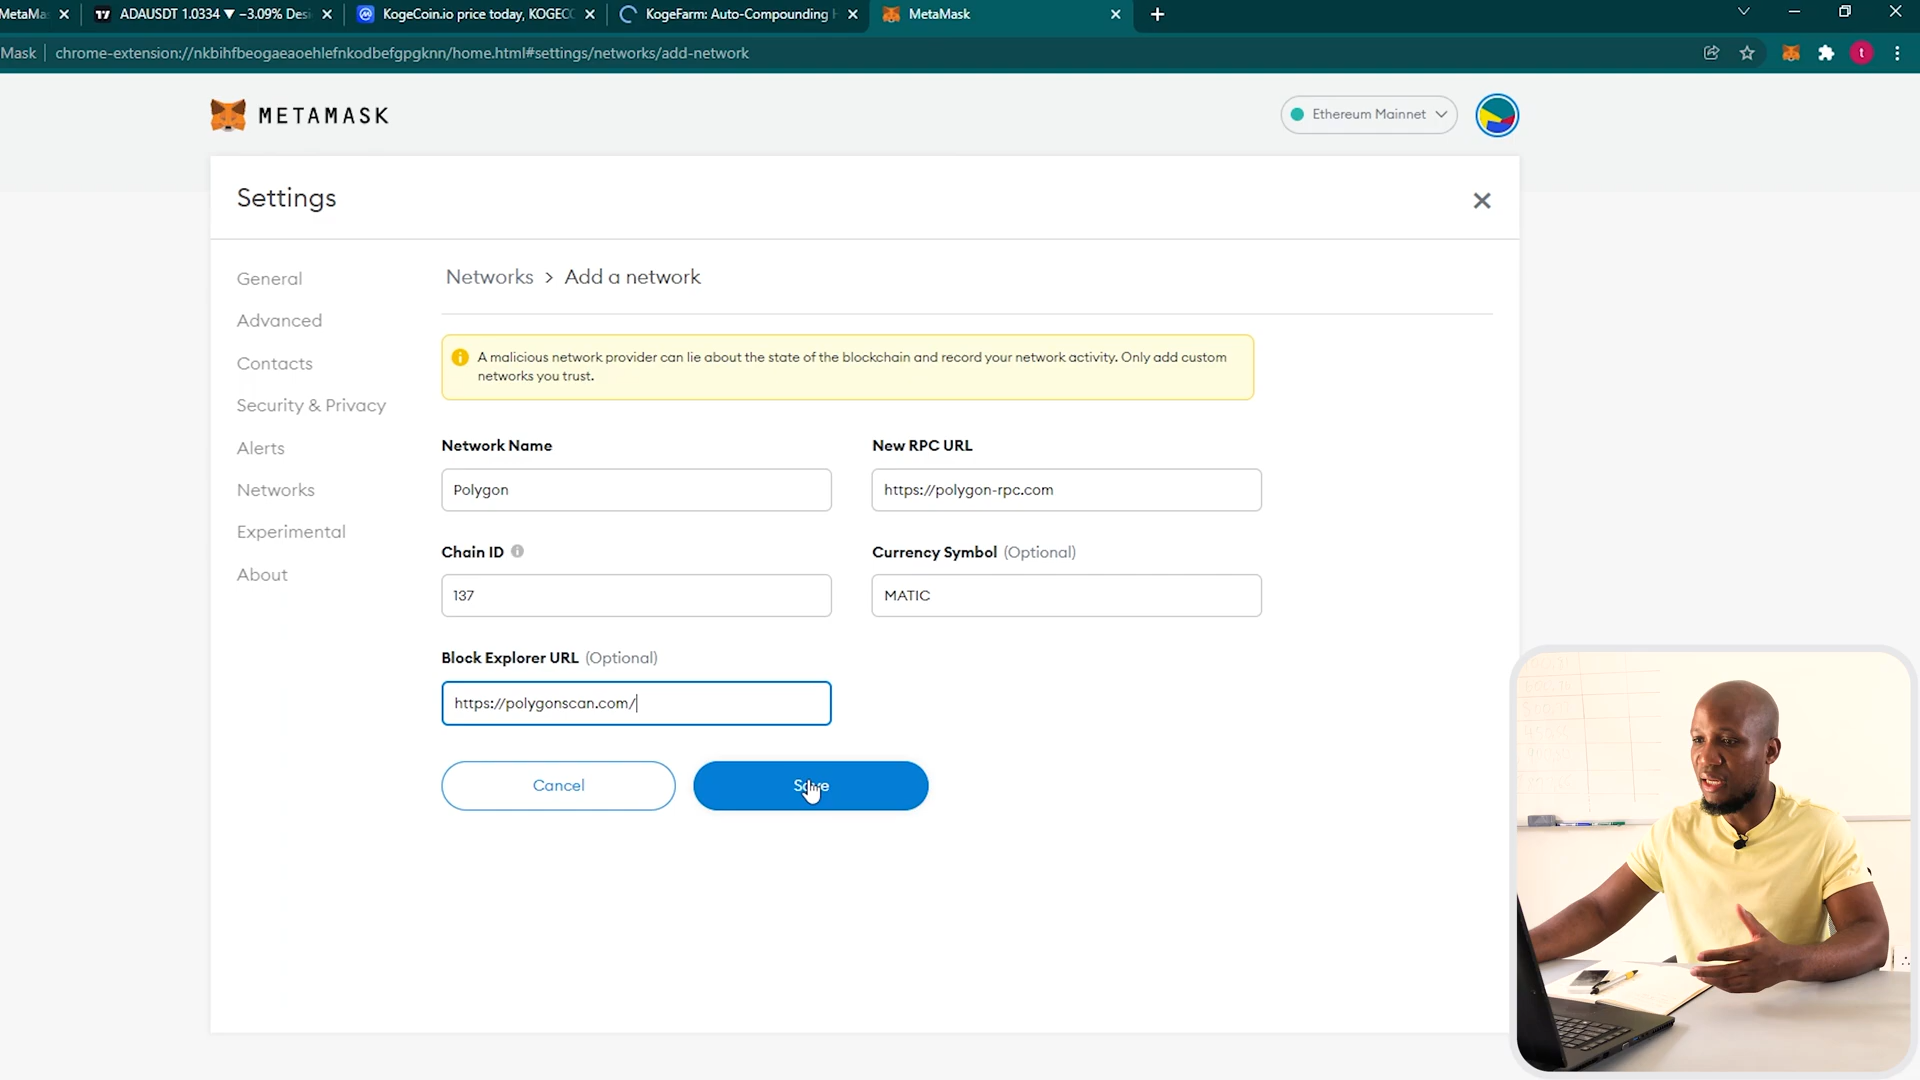 MetaMa
ADAUSDT 1.0334 ▼ −3.09%
KogeCoin.io price today, KOGEC
KogeFarm: Auto-Compounding
MetaMask
Mask
chrome-extension://nkbihfbeogaeaoehlefnkodbefgpgknn/home.html#settings/networks/add-network
t
METAMASK
Ethereum Mainnet
Settings
General
Advanced
Contacts
Security & Privacy
Alerts
Networks
Experimental
About
Networks > Add a network
A malicious network provider can lie about the state of the blockchain and record your network activity. Only add custom
networks you trust.
Network Name
Polygon
New RPC URL
https://polygon-rpc.com
Chain ID
137
Currency Symbol (Optional)
MATIC
Block Explorer URL (Optional)
https://polygonscan.com/
Cancel
Save